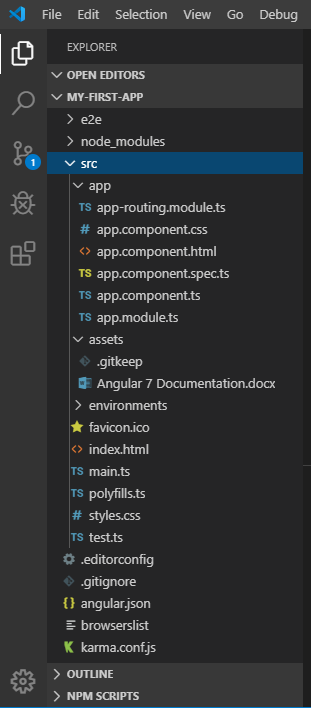 File Edit Selection View Go Debug
EXPLORER
OPEN EDITORS
MY-FIRST-APP
e2e
node_modules
src
app
TS app-routing.module.ts
# app.component.css
<> app.component.html
TS app.component.spec.ts
TS app.component.ts
TS app.module.ts
assets
.gitkeep
Angular 7 Documentation.docx
environments
favicon.ico
<> index.html
TS main.ts
TS polyfills.ts
# styles.css
TS test.ts
.editorconfig
.gitignore
{} angular.json
browserslist
karma.conf.js
OUTLINE
NPM SCRIPTS
1